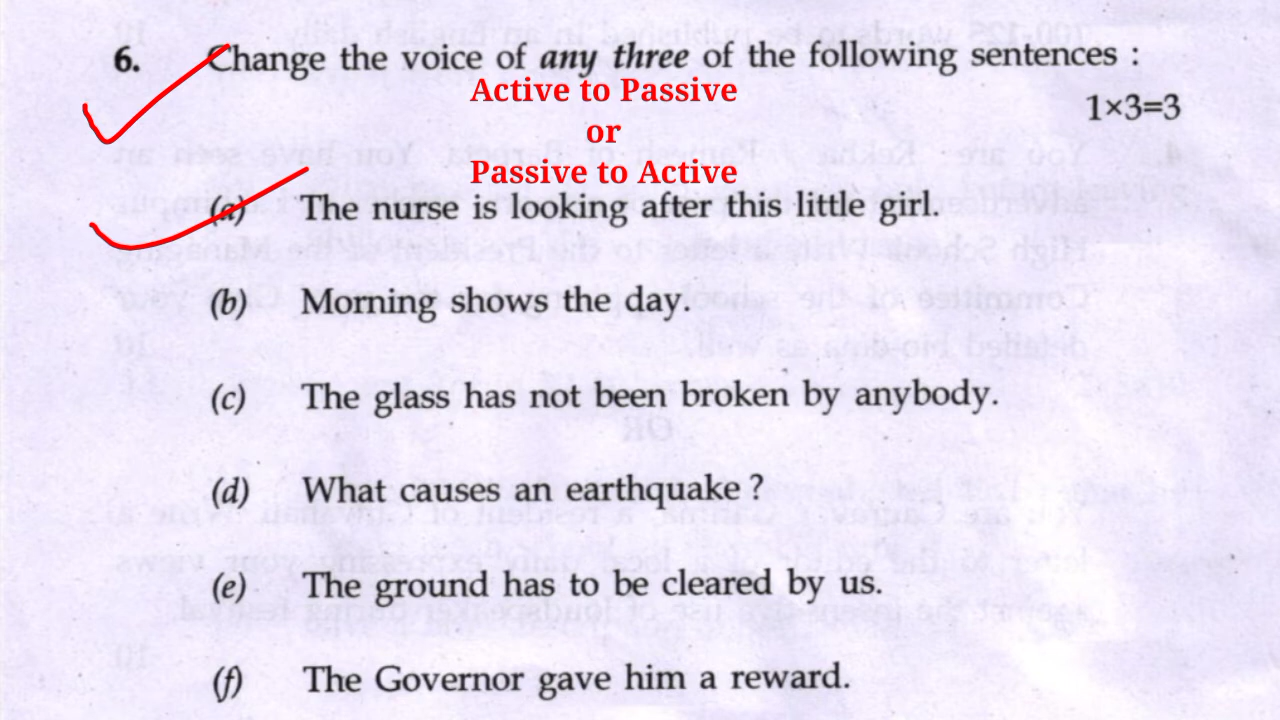 6. Change the voice of any three of the following sentences :
Active to Passive
1×3=3
or
Passive to Active
(a) The nurse is looking after this little girl.
(b) Morning shows the day.
(c) The glass has not been broken by anybody.
(d) What causes an earthquake ?
(e) The ground has to be cleared by us.
(f) The Governor gave him a reward.